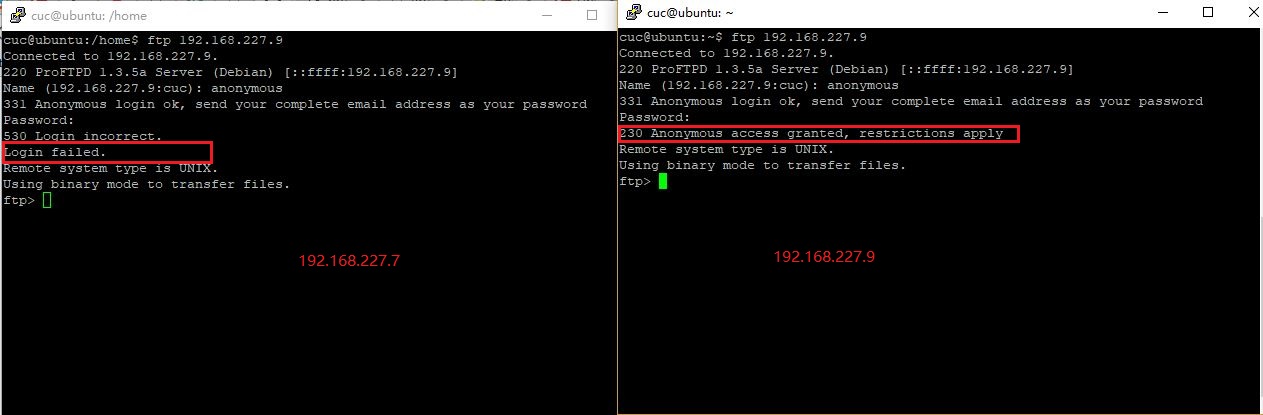 cuc@ubuntu: /home
cuc@ubuntu:/home$ ftp 192.168.227.9
Connected to 192.168.227.9.
220 ProFTPD 1.3.5a Server (Debian) [::ffff:192.168.227.9]
Name (192.168.227.9:cuc): anonymous
331 Anonymous login ok, send your complete email address as your password
Password:
530 Login incorrect.
Login failed.
Remote system type is UNIX.
Using binary mode to transfer files.
ftp>
192.168.227.7
cuc@ubuntu: ~
cuc@ubuntu:~$ ftp 192.168.227.9
Connected to 192.168.227.9.
220 ProFTPD 1.3.5a Server (Debian) [::ffff:192.168.227.9]
Name (192.168.227.9:cuc): anonymous
331 Anonymous login ok, send your complete email address as your password
Password:
230 Anonymous access granted, restrictions apply
Remote system type is UNIX.
Using binary mode to transfer files.
ftp>
192.168.227.9